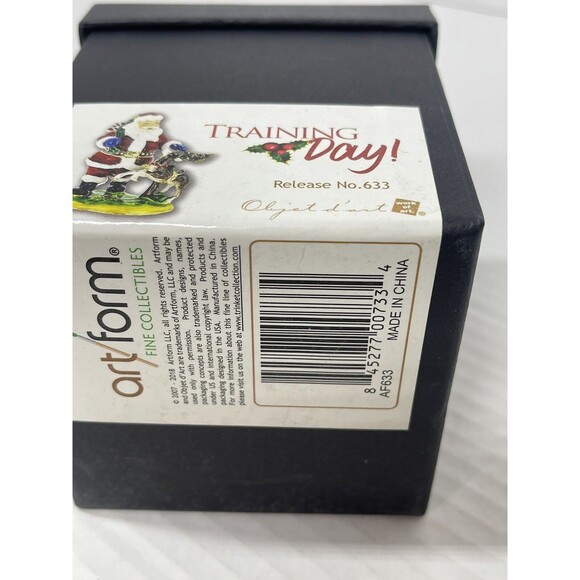 TRAINING
Day!
Release No.633
Objet d'art
work of art.®
art/form®
FINE COLLECTIBLES
© 2007 - 2018 Artform LLC, all rights reserved. Artform
and Objet d'Art are trademarks of Artform, LLC and may be
used only with permission. Product designs, names,
packaging concepts are also trademarked and protected
under US and international copyright law. Products and
packaging designed in the USA. Manufactured in China.
For more information about this fine line of collectibles
please visit us on the web at www.trinketcollection.com
8 45277 00733 4
AF633
MADE IN CHINA